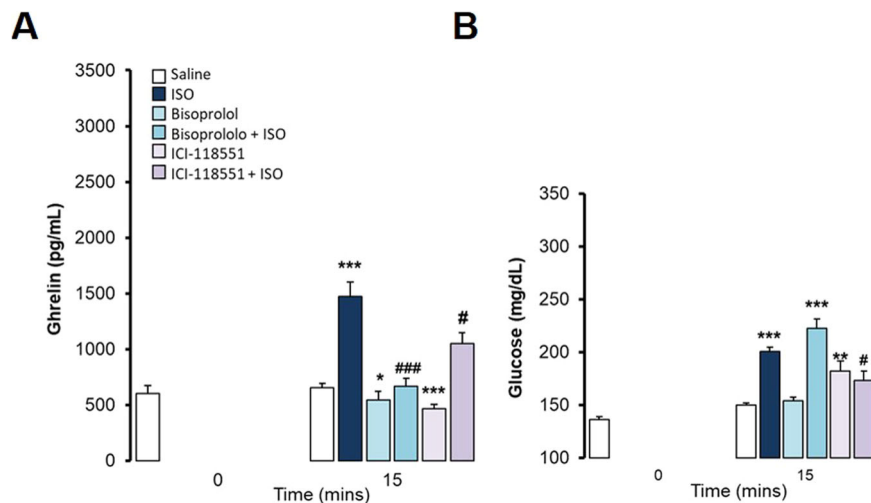 A
3500
3000
2500
2000
1500
1000
500
0
Ghrelin (pg/mL)
Saline
ISO
Bisoprolol
Bisoprololo + ISO
ICI-118551
ICI-118551 + ISO
***
*
###
***
#
0
15
Time (mins)
B
350
300
250
200
150
100
Glucose (mg/dL)
***
***
**
#
0
15
Time (mins)